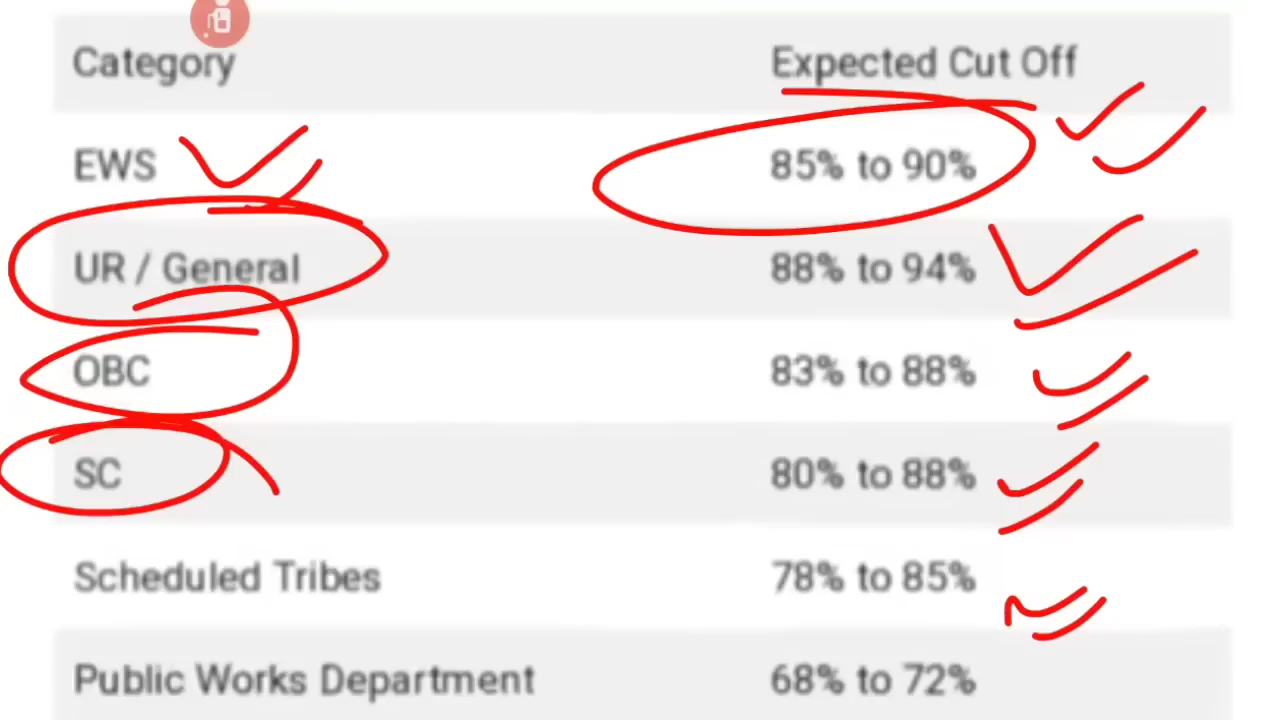 Category Expected Cut Off
EWS 85% to 90%
UR / General 88% to 94%
OBC 83% to 88%
SC 80% to 88%
Scheduled Tribes 78% to 85%
Public Works Department 68% to 72%